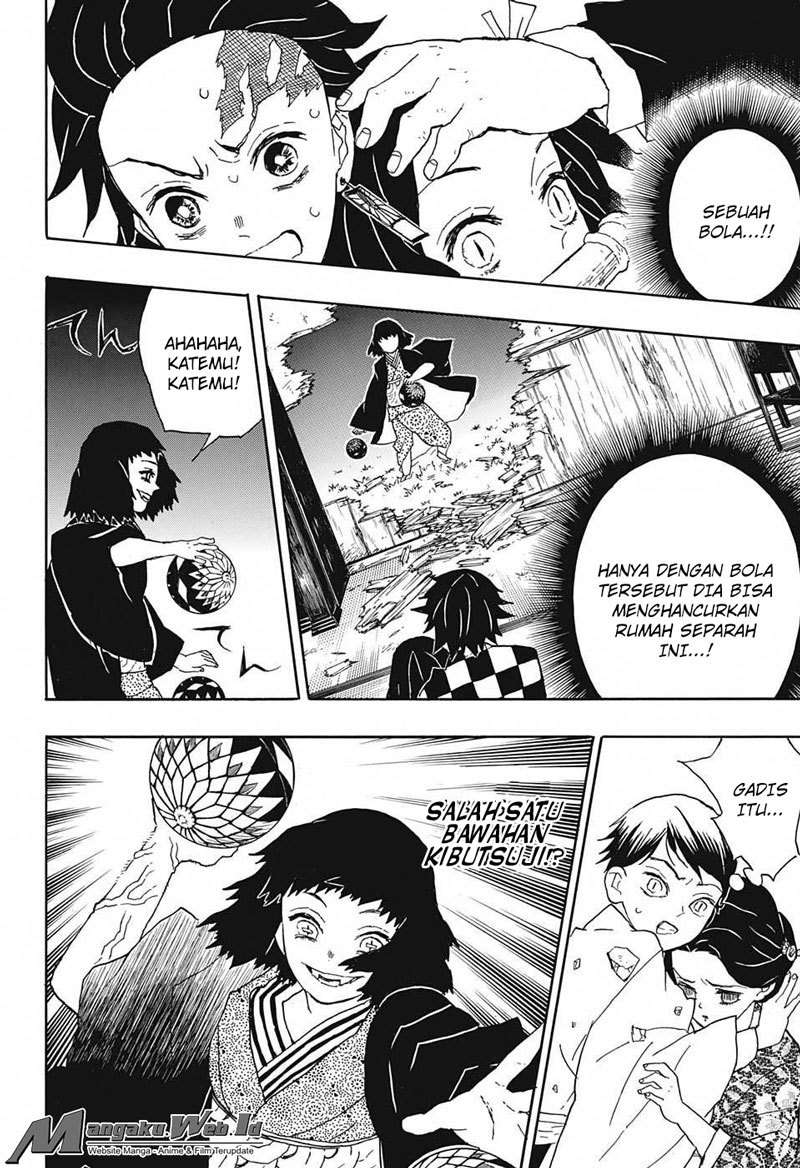 SEBUAH
BOLA...!!
HANYA DENGAN BOLA
TERSEBUT DIA BISA
MENGHANCURKAN
RUMAH SEPARAH
INI...!
てん
AHAHAHA,
KATEMU!
KATEMU!
てん
GADIS
ITU...
SALAH SATU
BAWAHAN
KIBUTSUJI!?
Mangaku.Web.Id
Website Manga - Anime & Film Terupdate